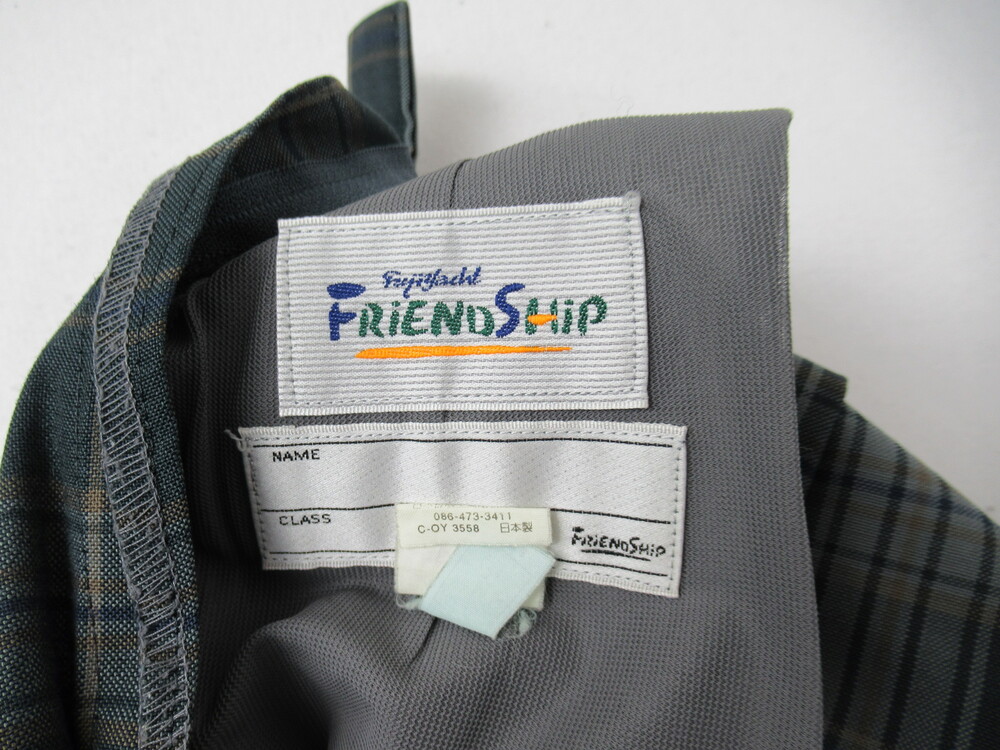 FujiYacht
FRiENDSHiP
NAME
CLASS
086-473-3411
C-OY 3558 日本製
FRiENDSHiP